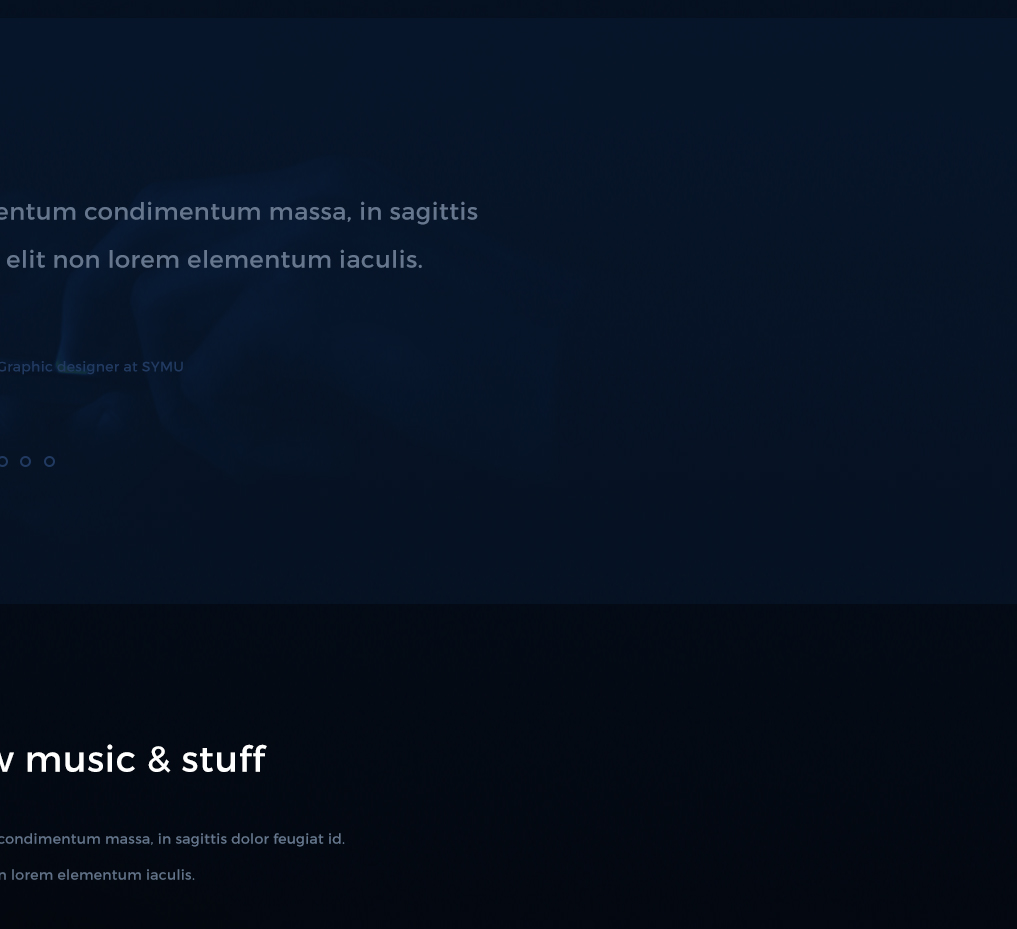 entum condimentum massa, in sagittis
elit non lorem elementum iaculis.
Graphic designer at SYMU
w music & stuff
condimentum massa, in sagittis dolor feugiat id.
n lorem elementum iaculis.